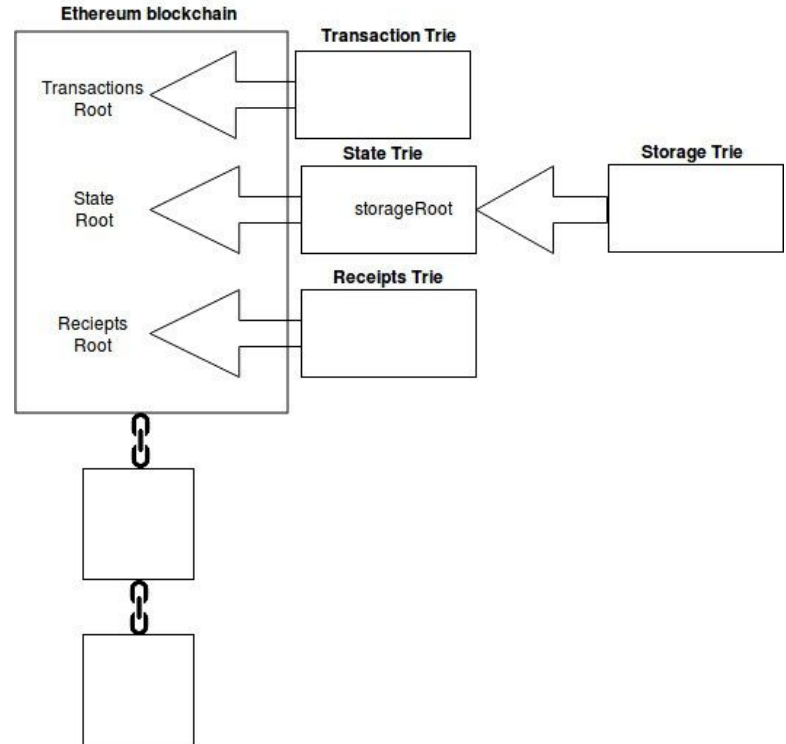 Ethereum blockchain
Transaction Trie
Transactions
Root
State Trie
Storage Trie
State
Root
storageRoot
Receipts Trie
Reciepts
Root